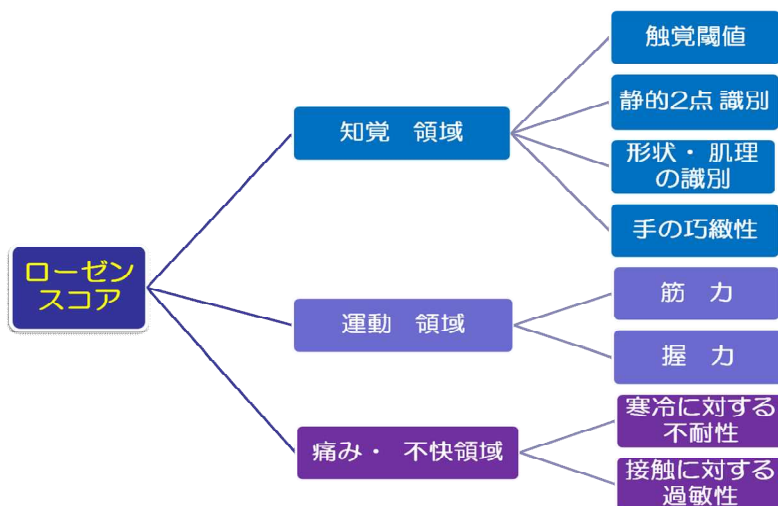 ローゼン
スコア
知覚　領域
触覚閾値
静的2点 識別
形状・ 肌理
の識別
手の巧緻性
運動　領域
筋　力
握　力
痛み・　不快領域
寒冷に対する
不耐性
接触に対する
過敏性